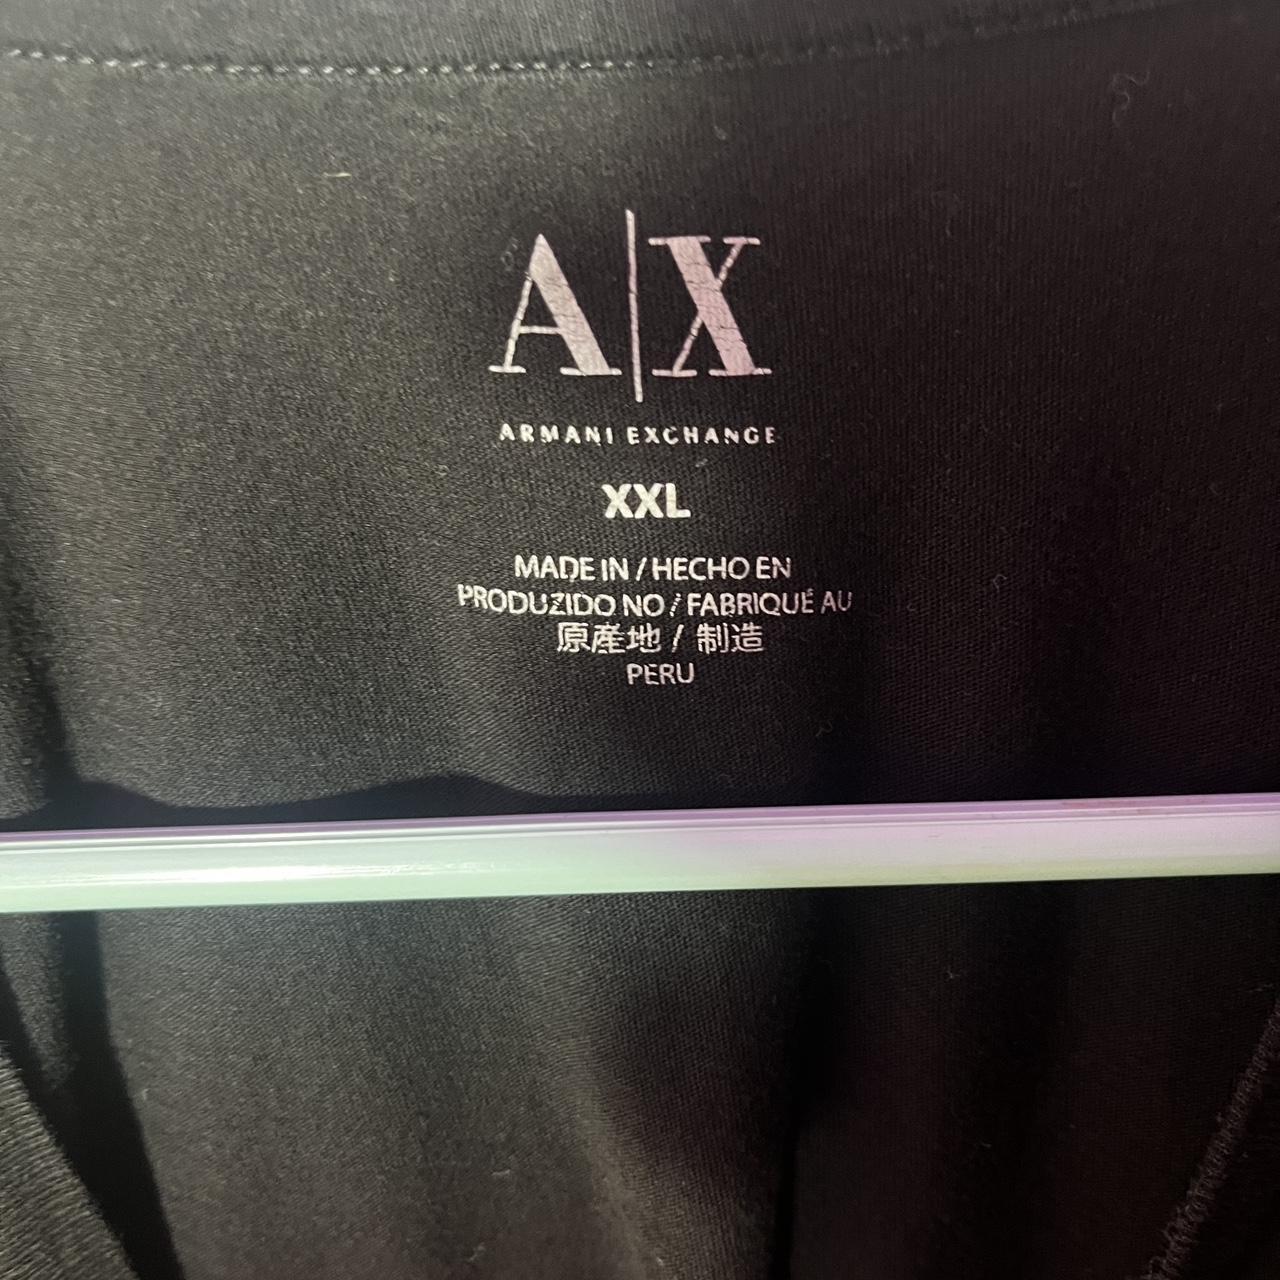 A|X
ARMANI EXCHANGE
XXL
MADE IN / HECHO EN
PRODUZIDO NO / FABRIQUÉ AU
原産地 / 制造
PERU